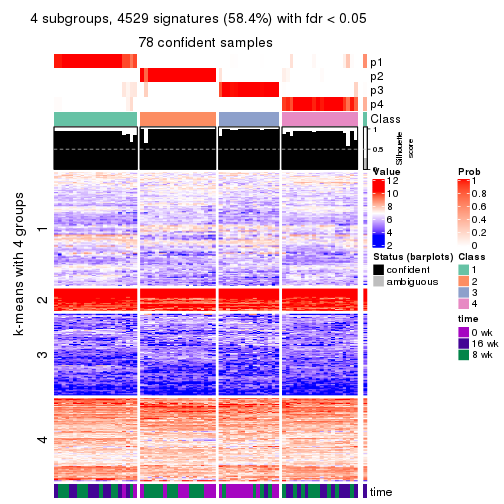 4 subgroups, 4529 signatures (58.4%) with fdr < 0.05
78 confident samples
p1
p2
p3
p4
Class
1
0.5
0
Silhouette
score
k-means with 4 groups
1
2
3
4
time
Value
12
10
8
6
4
2
Prob
1
0.8
0.6
0.4
0.2
0
Status (barplots)
confident
ambiguous
Class
1
2
3
4
time
0 wk
16 wk
8 wk